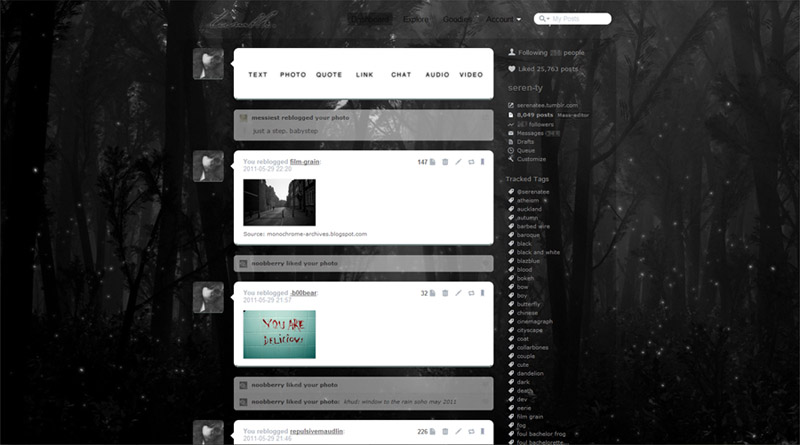 Dashboard Explore Goodies Account
My Posts
TEXT PHOTO QUOTE LINK CHAT AUDIO VIDEO
messiest reblogged your photo
just a step, babystep
You reblogged film grain:
2011-05-29 22:20
147
Source: monochrome-archives.blogspot.com
noobberry liked your photo
You reblogged -b00bear:
2011-05-29 21:57
32
YOU ARE
DELICIOUS
noobberry liked your photo
noobberry liked your photo: khudi window to the rain soho may 2011
You reblogged repulsivemaudlin:
2011-05-29 21:46
226
Following people
Liked 25,763 posts
seren-ty
serenatee.tumblr.com
8,049 posts Mass editor
followers
Messages
Drafts
Queue
Customize
Tracked Tags
@serenatee
atheism
auckland
autumn
barbed wire
baroque
black
black and white
blazblue
blood
bokeh
bow
boy
butterfly
chinese
cinemagraph
cityscape
coat
collarbones
couple
cute
dandelion
dark
death
dev
eerie
film grain
fog
foul bachelor frog
foul bachelorette...